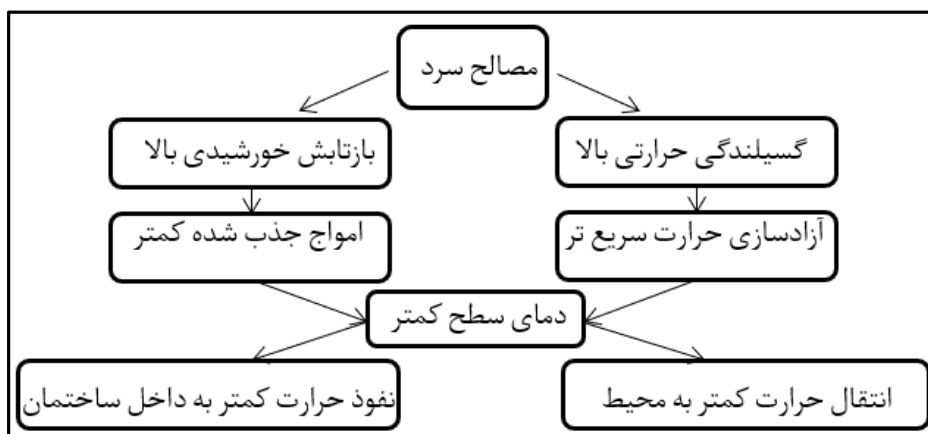 مصالح سرد
گسیلندگی حرارتی بالا
بازتابش خورشیدی بالا
آزادسازی حرارت سریع تر
امواج جذب شده کمتر
دمای سطح کمتر
انتقال حرارت کمتر به محیط
نفوذ حرارت کمتر به داخل ساختمان